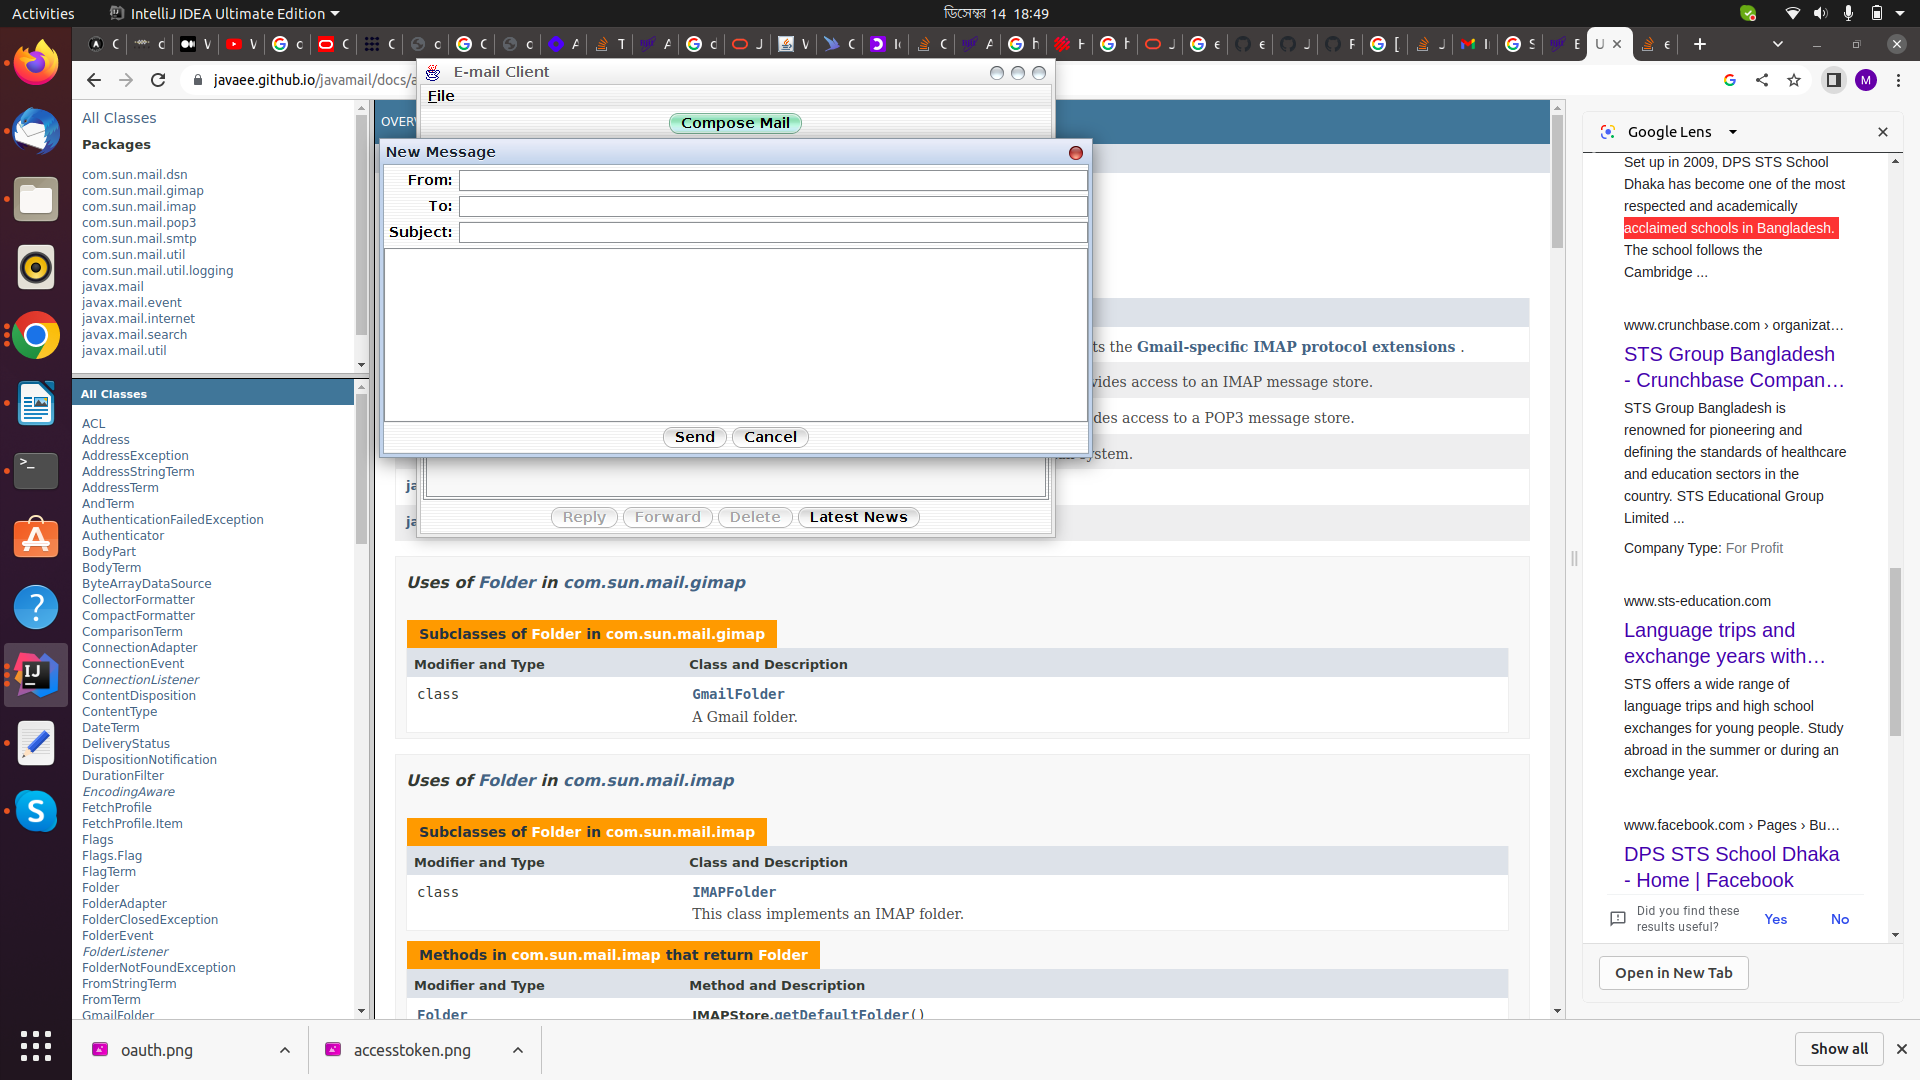 Activities
IntelliJ IDEA Ultimate Edition
ডিসেম্বর 14 18:49
javaee.github.io/javamail/docs/a
M
All Classes
Packages
com.sun.mail.dsn
com.sun.mail.gimap
com.sun.mail.imap
com.sun.mail.pop3
com.sun.mail.smtp
com.sun.mail.util
com.sun.mail.util.logging
javax.mail
javax.mail.event
javax.mail.internet
javax.mail.search
javax.mail.util
All Classes
ACL
Address
AddressException
AddressStringTerm
AddressTerm
AndTerm
AuthenticationFailedException
Authenticator
BodyPart
BodyTerm
ByteArrayDataSource
CollectorFormatter
CompactFormatter
ComparisonTerm
ConnectionAdapter
ConnectionEvent
ConnectionListener
ContentDisposition
ContentType
DateTerm
DeliveryStatus
DispositionNotification
DurationFilter
EncodingAware
FetchProfile
FetchProfile.Item
Flags
Flags.Flag
FlagTerm
Folder
FolderAdapter
FolderClosedException
FolderEvent
FolderListener
FolderNotFoundException
FromStringTerm
FromTerm
GmailFolder
E-mail Client
File
Compose Mail
New Message
From:
To:
Subject:
Send Cancel
Reply Forward Delete Latest News
OVERV
ts the Gmail-specific IMAP protocol extensions .
vides access to an IMAP message store.
des access to a POP3 message store.
system.
ja
ja
Uses of Folder in com.sun.mail.gimap
Subclasses of Folder in com.sun.mail.gimap
Modifier and Type Class and Description
class GmailFolder
A Gmail folder.
Uses of Folder in com.sun.mail.imap
Subclasses of Folder in com.sun.mail.imap
Modifier and Type Class and Description
class IMAPFolder
This class implements an IMAP folder.
Methods in com.sun.mail.imap that return Folder
Modifier and Type Method and Description
Folder IMAPStore.getDefaultFolder()
Google Lens
Set up in 2009, DPS STS School
Dhaka has become one of the most
respected and academically
acclaimed schools in Bangladesh.
The school follows the
Cambridge ...
www.crunchbase.com › organizat…
STS Group Bangladesh
- Crunchbase Compan…
STS Group Bangladesh is
renowned for pioneering and
defining the standards of healthcare
and education sectors in the
country. STS Educational Group
Limited ...
Company Type: For Profit
www.sts-education.com
Language trips and
exchange years with…
STS offers a wide range of
language trips and high school
exchanges for young people. Study
abroad in the summer or during an
exchange year.
www.facebook.com › Pages › Bu…
DPS STS School Dhaka
- Home | Facebook
Did you find these
results useful?
Yes No
Open in New Tab
oauth.png
accesstoken.png
Show all